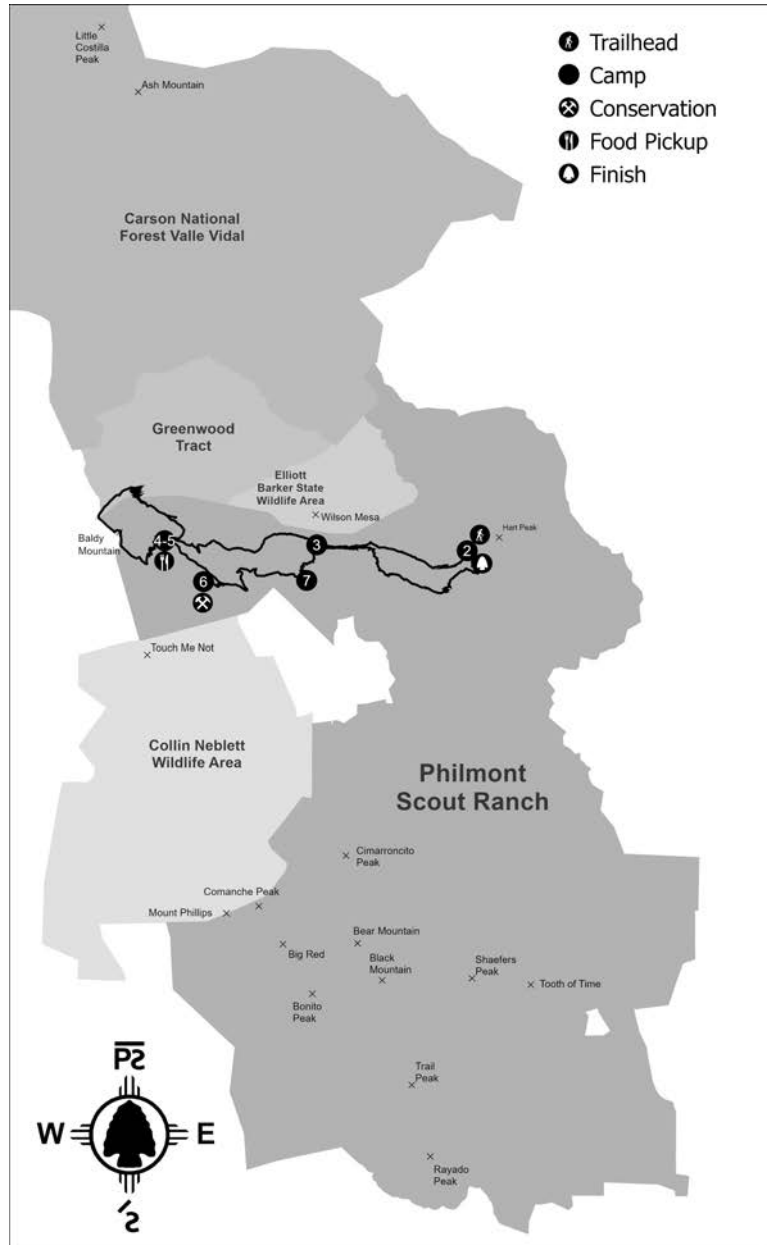 Little
Costilla
Peak
Ash Mountain
Trailhead
Camp
Conservation
Food Pickup
Finish
Carson National
Forest Valle Vidal
Greenwood
Tract
Elliott
Barker State
Wildlife Area
Wilson Mesa
Hart Peak
Baldy
Mountain
4-5
3
2
6
7
Touch Me Not
Collin Neblett
Wildlife Area
Philmont
Scout Ranch
Cimarroncito
Peak
Comanche Peak
Mount Phillips
Bear Mountain
Big Red
Black
Mountain
Shaefers
Peak
Tooth of Time
Bonito
Peak
Trail
Peak
Rayado
Peak
W
E